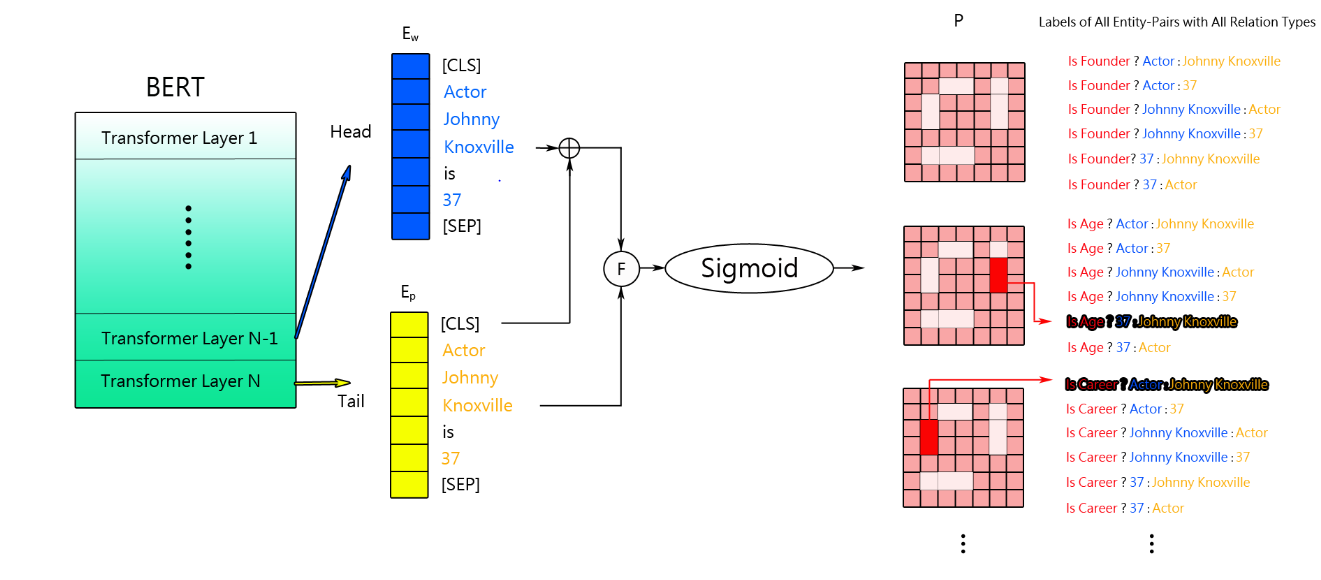 BERT
Transformer Layer 1
Transformer Layer N-1
Transformer Layer N
Head
Tail
Ew
[CLS]
Actor
Johnny
Knoxville
is
37
[SEP]
Ep
[CLS]
Actor
Johnny
Knoxville
is
37
[SEP]
F
Sigmoid
P
Labels of All Entity-Pairs with All Relation Types
Is Founder ? Actor : Johnny Knoxville
Is Founder ? Actor : 37
Is Founder ? Johnny Knoxville : Actor
Is Founder ? Johnny Knoxville : 37
Is Founder? 37 : Johnny Knoxville
Is Founder ? 37 : Actor
Is Age ? Actor : Johnny Knoxville
Is Age ? Actor : 37
Is Age ? Johnny Knoxville : Actor
Is Age ? Johnny Knoxville : 37
Is Age ? 37 : Johnny Knoxville
Is Age ? 37 : Actor
Is Career ? Actor : Johnny Knoxville
Is Career ? Actor : 37
Is Career ? Johnny Knoxville : Actor
Is Career ? Johnny Knoxville : 37
Is Career ? 37 : Johnny Knoxville
Is Career ? 37 : Actor